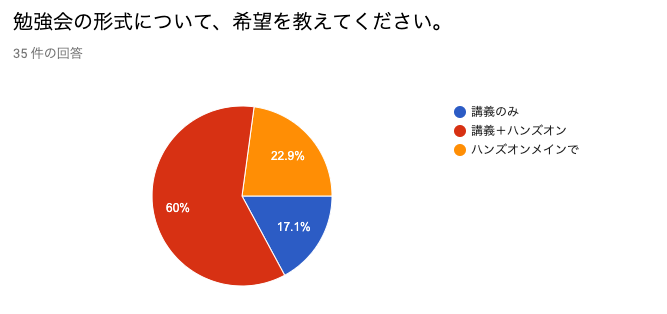 勉強会の形式について、希望を教えてください。
35 件の回答
講義のみ
講義＋ハンズオン
ハンズオンメインで
22.9%
60%
17.1%